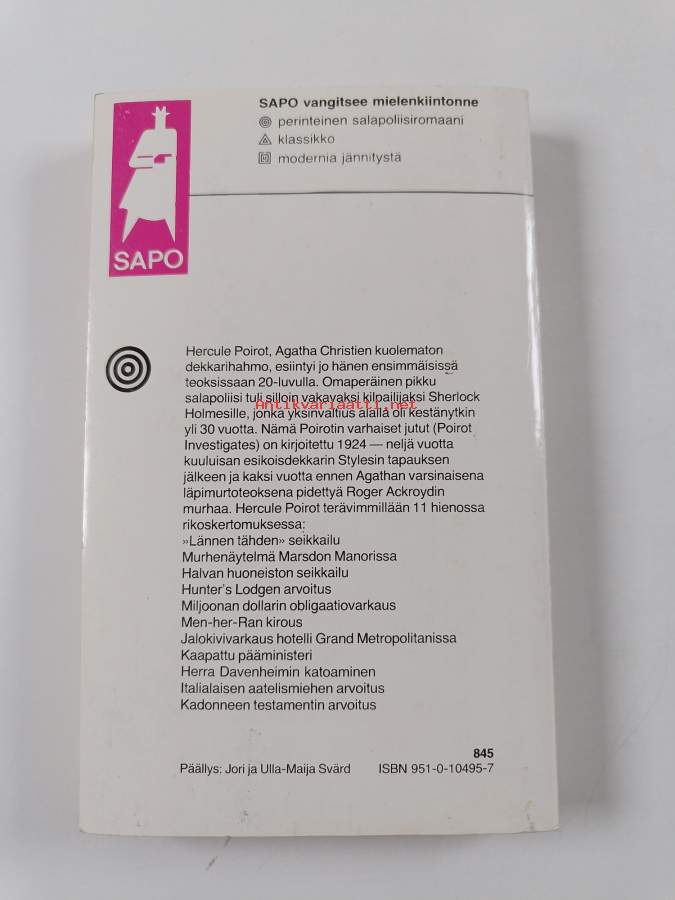 SAPO vangitsee mielenkiintonne
perinteinen salapoliisiromaani
klassikko
modernia jännitystä
SAPO
Hercule Poirot, Agatha Christien kuolematon
dekkarihahmo, esiintyi jo hänen ensimmäisissä
teoksissaan 20-luvulla. Omaperäinen pikku
salapoliisi tuli silloin vakavaksi kilpailijaksi Sherlock
Antikvariaatti.net
Holmesille, jonka yksinvaltius alalla oli kestänytkin
yli 30 vuotta. Nämä Poirotin varhaiset jutut (Poirot
Investigates) on kirjoitettu 1924 — neljä vuotta
kuuluisan esikoisdekkarin Stylesin tapauksen
jälkeen ja kaksi vuotta ennen Agathan varsinaisena
läpimurtoteoksena pidettyä Roger Ackroydin
murhaa. Hercule Poirot terävimmillään 11 hienossa
rikoskertomuksessa:
»Lännen tähden» seikkailu
Murhenäytelmä Marsdon Manorissa
Halvan huoneiston seikkailu
Hunter's Lodgen arvoitus
Miljoonan dollarin obligaatiovarkaus
Men-her-Ran kirous
Jalokivivarkaus hotelli Grand Metropolitanissa
Kaapattu pääministeri
Herra Davenheimin katoaminen
Italialaisen aatelismiehen arvoitus
Kadonneen testamentin arvoitus
845
Päällys: Jori ja Ulla-Maija Svärd ISBN 951-0-10495-7